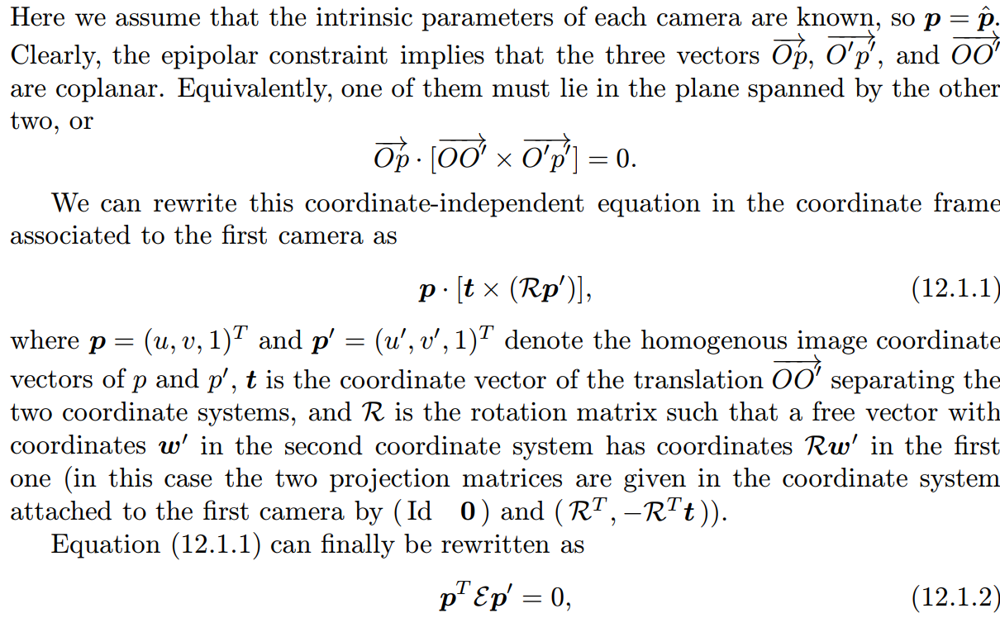 Here we assume that the intrinsic parameters of each camera are known, so $\boldsymbol{p} = \hat{\boldsymbol{p}}$.
Clearly, the epipolar constraint implies that the three vectors $\overrightarrow{Op}$, $\overrightarrow{O'p'}$, and $\overrightarrow{OO'}$
are coplanar. Equivalently, one of them must lie in the plane spanned by the other
two, or
$\overrightarrow{Op} \cdot [\overrightarrow{OO'} \times \overrightarrow{O'p'}] = 0.$
We can rewrite this coordinate-independent equation in the coordinate frame
associated to the first camera as
$\boldsymbol{p} \cdot [\boldsymbol{t} \times (\mathcal{R}\boldsymbol{p}')],$ (12.1.1)
where $\boldsymbol{p} = (u, v, 1)^T$ and $\boldsymbol{p}' = (u', v', 1)^T$ denote the homogenous image coordinate
vectors of $p$ and $p'$, $\boldsymbol{t}$ is the coordinate vector of the translation $\overrightarrow{OO'}$ separating the
two coordinate systems, and $\mathcal{R}$ is the rotation matrix such that a free vector with
coordinates $\boldsymbol{w}'$ in the second coordinate system has coordinates $\mathcal{R}\boldsymbol{w}'$ in the first
one (in this case the two projection matrices are given in the coordinate system
attached to the first camera by $(\,\mathrm{Id} \quad \boldsymbol{0}\,)$ and $(\,\mathcal{R}^T, -\mathcal{R}^T\boldsymbol{t}\,)$).
Equation (12.1.1) can finally be rewritten as
$\boldsymbol{p}^T \mathcal{E} \boldsymbol{p}' = 0,$ (12.1.2)